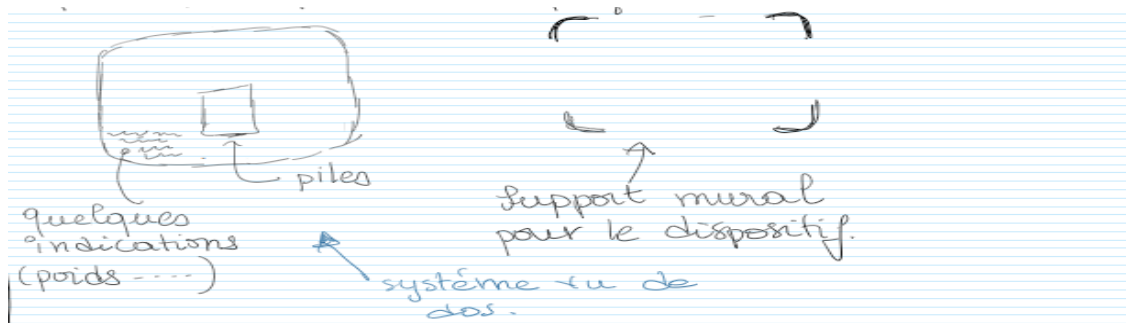 piles
quelques
indications
(poids ----)
Support mural
pour le dispositif.
système vu de
dos.